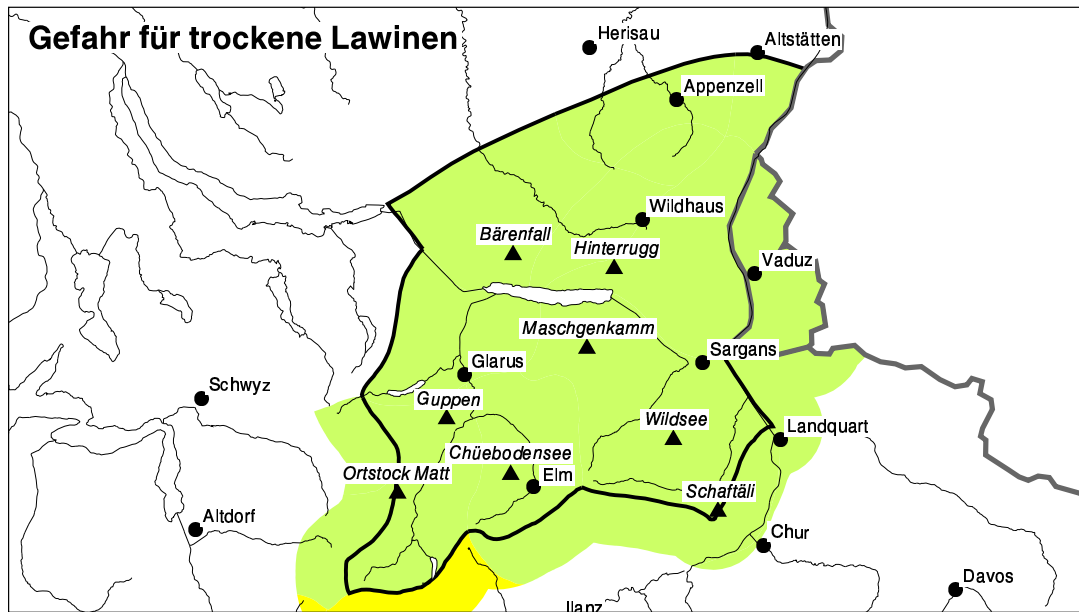 Gefahr für trockene Lawinen
Herisau
Altstätten
Appenzell
Wildhaus
Bärenfall
Hinterrugg
Vaduz
Maschgenkamm
Sargans
Glarus
Schwyz
Guppen
Wildsee
Landquart
Chüebodensee
Ortstock Matt
Elm
Schaftäli
Altdorf
Chur
Davos
Ilanz